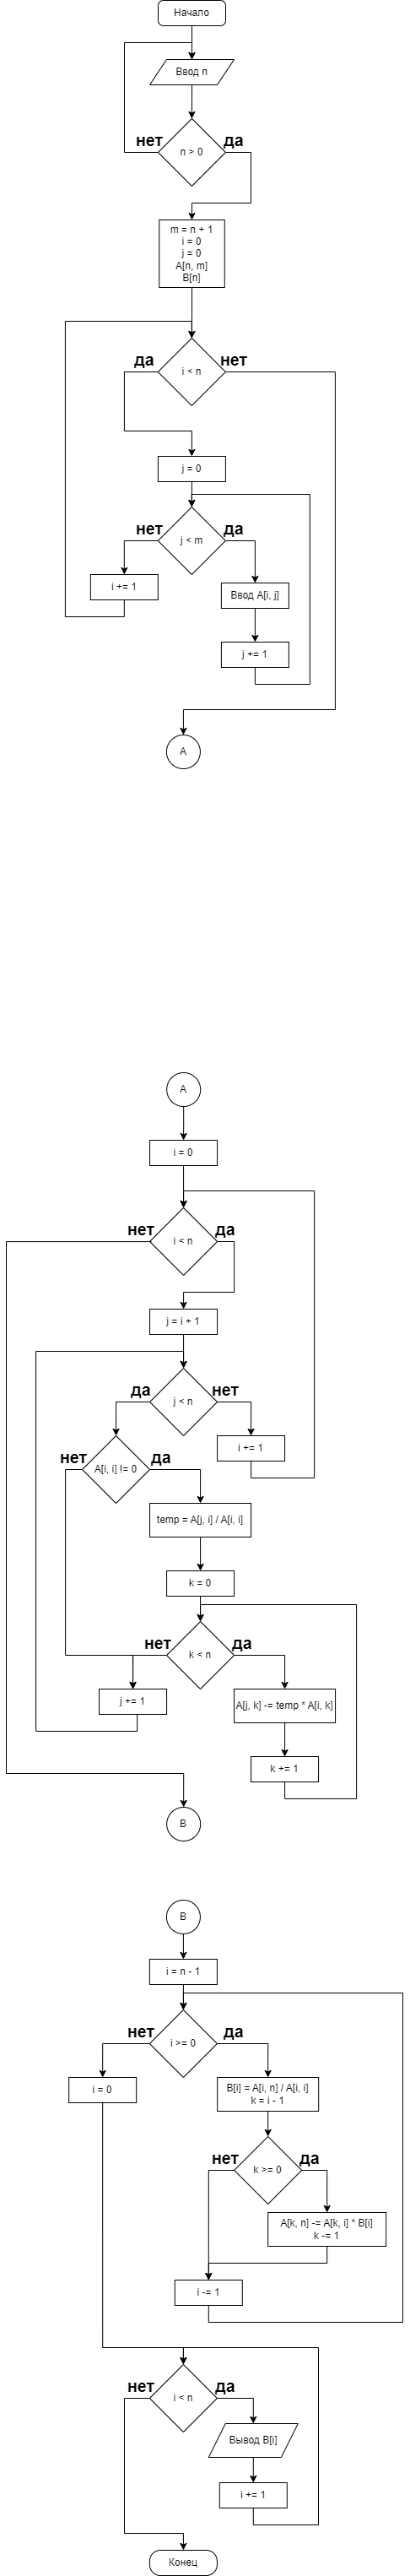 Начало
Ввод n
нет
да
n > 0
m = n + 1
i = 0
j = 0
A[n, m]
B[n]
да
нет
i < n
j = 0
нет
да
j < m
i += 1
Ввод A[i, j]
j += 1
A
A
i = 0
нет
да
i < n
j = i + 1
да
нет
j < n
i += 1
нет
да
A[i, i] != 0
temp = A[j, i] / A[i, i]
k = 0
нет
да
k < n
j += 1
A[j, k] -= temp * A[i, k]
k += 1
B
B
i = n - 1
нет
да
i >= 0
i = 0
B[i] = A[i, n] / A[i, i]
k = i - 1
нет
да
k >= 0
A[k, n] -= A[k, i] * B[i]
k -= 1
i -= 1
нет
да
i < n
Вывод B[i]
i += 1
Конец